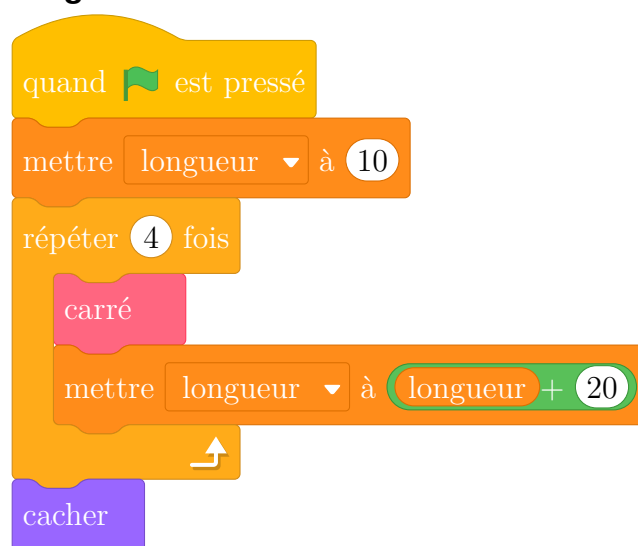 quand est pressé
mettre longueur à 10
répéter 4 fois
carré
mettre longueur à longueur + 20
cacher